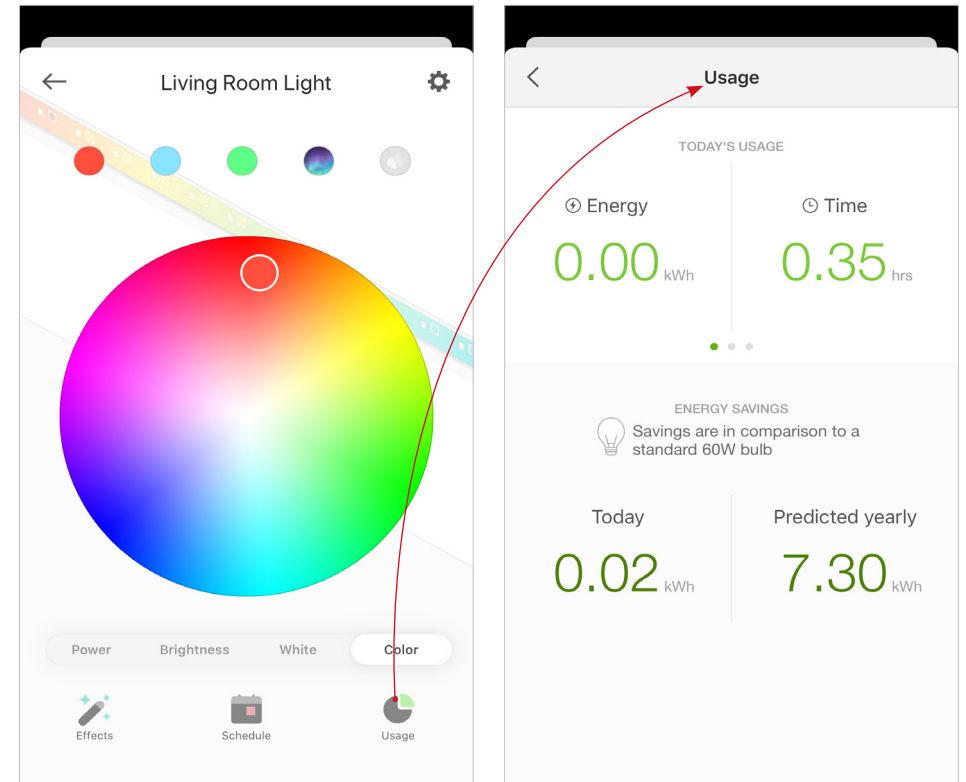 Living Room Light
Power Brightness White Color
Effects Schedule Usage
Usage
TODAY'S USAGE
Energy Time
0.00 kWh 0.35 hrs
ENERGY SAVINGS
Savings are in comparison to a
standard 60W bulb
Today Predicted yearly
0.02 kWh 7.30 kWh